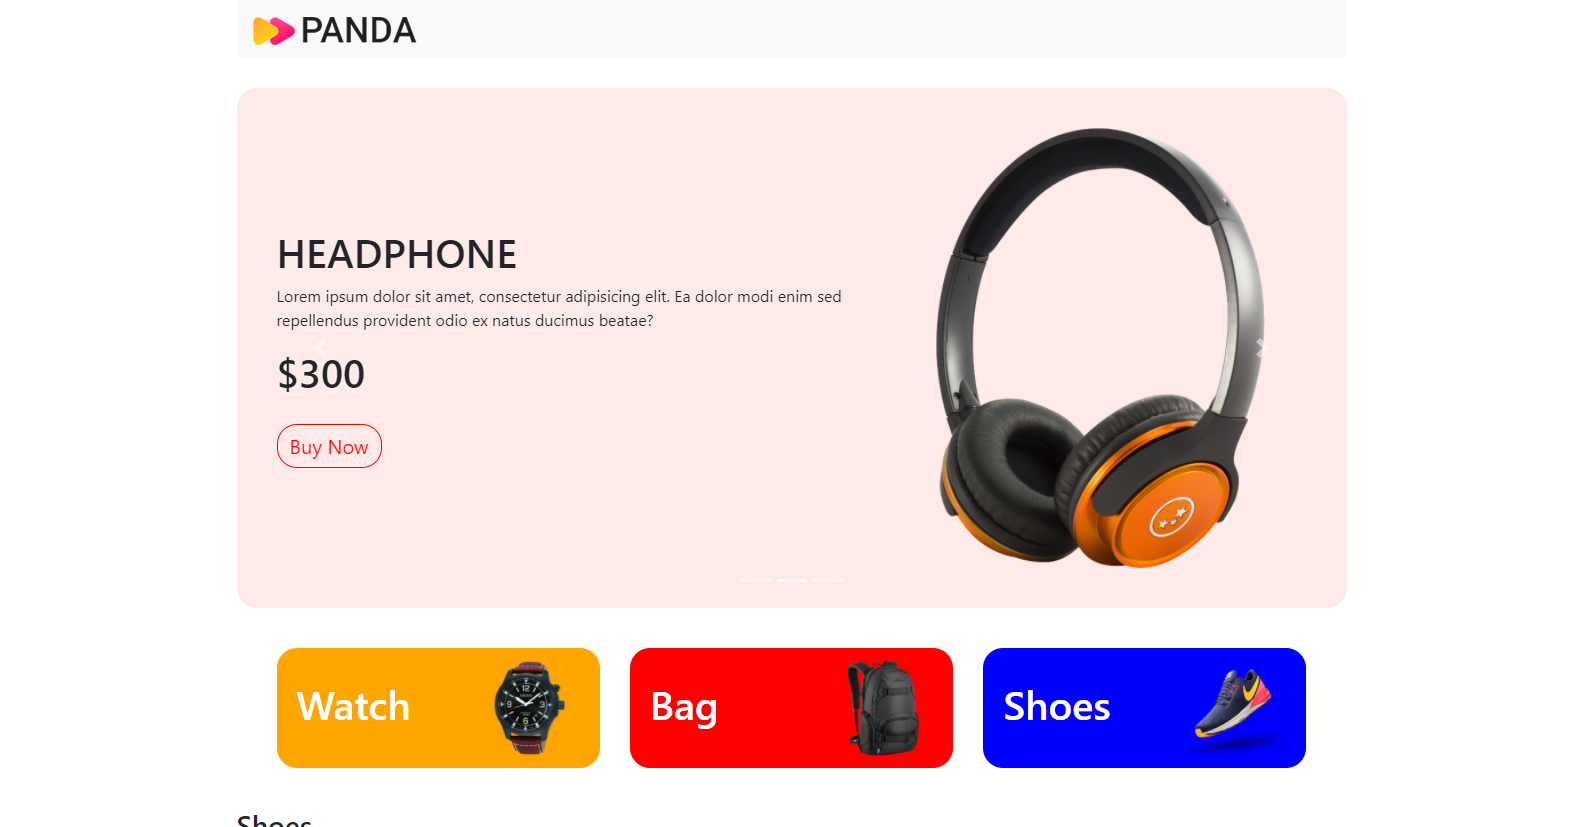 PANDA
HEADPHONE
Lorem ipsum dolor sit amet, consectetur adipisicing elit. Ea dolor modi enim sed
repellendus provident odio ex natus ducimus beatae?
$300
Buy Now
Watch
Bag
Shoes
Shoes